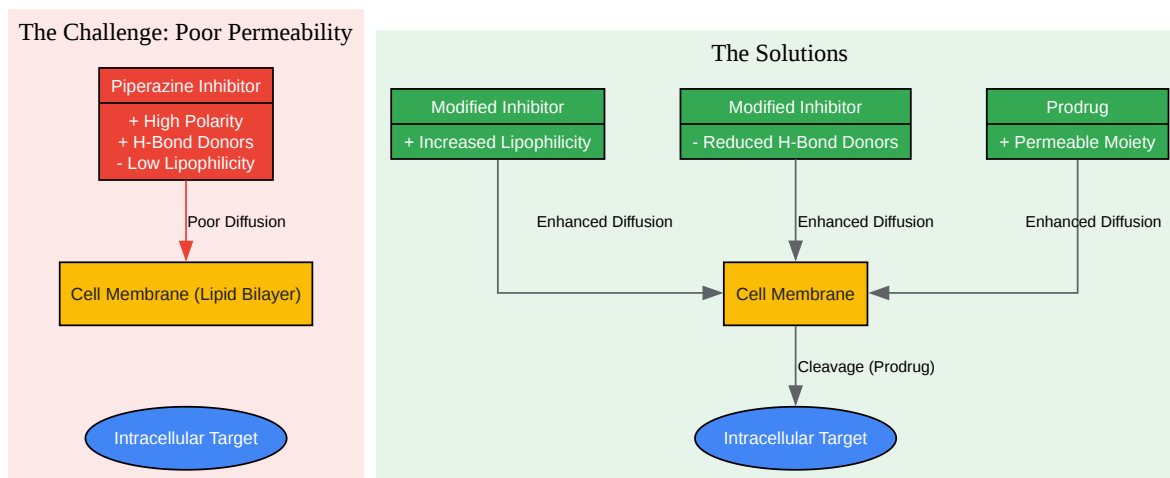 The Challenge: Poor Permeability
Piperazine Inhibitor
+ High Polarity
+ H-Bond Donors
- Low Lipophilicity
Poor Diffusion
Cell Membrane (Lipid Bilayer)
Intracellular Target
The Solutions
Modified Inhibitor
+ Increased Lipophilicity
Modified Inhibitor
- Reduced H-Bond Donors
Prodrug
+ Permeable Moiety
Enhanced Diffusion
Enhanced Diffusion
Enhanced Diffusion
Cell Membrane
Cleavage (Prodrug)
Intracellular Target